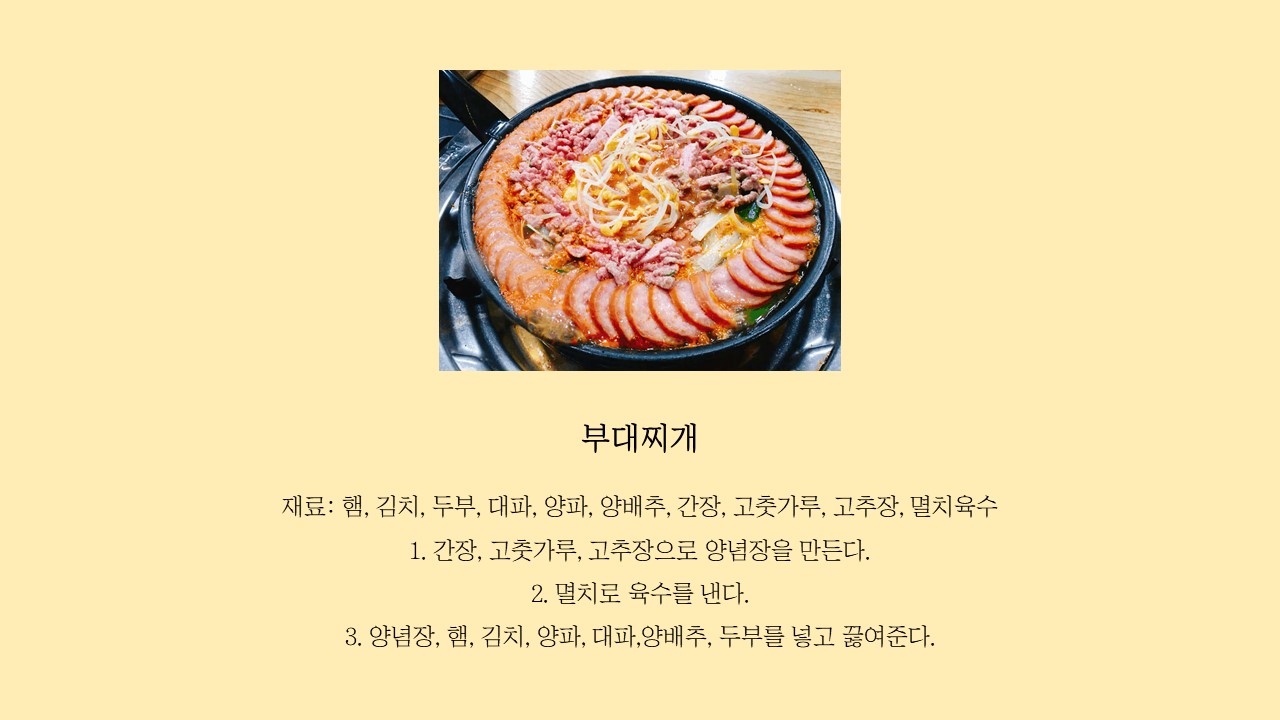 부대찌개
재료: 햄, 김치, 두부, 대파, 양파, 양배추, 간장, 고춧가루, 고추장, 멸치육수
1. 간장, 고춧가루, 고추장으로 양념장을 만든다.
2. 멸치로 육수를 낸다.
3. 양념장, 햄, 김치, 양파, 대파,양배추, 두부를 넣고 끓여준다.